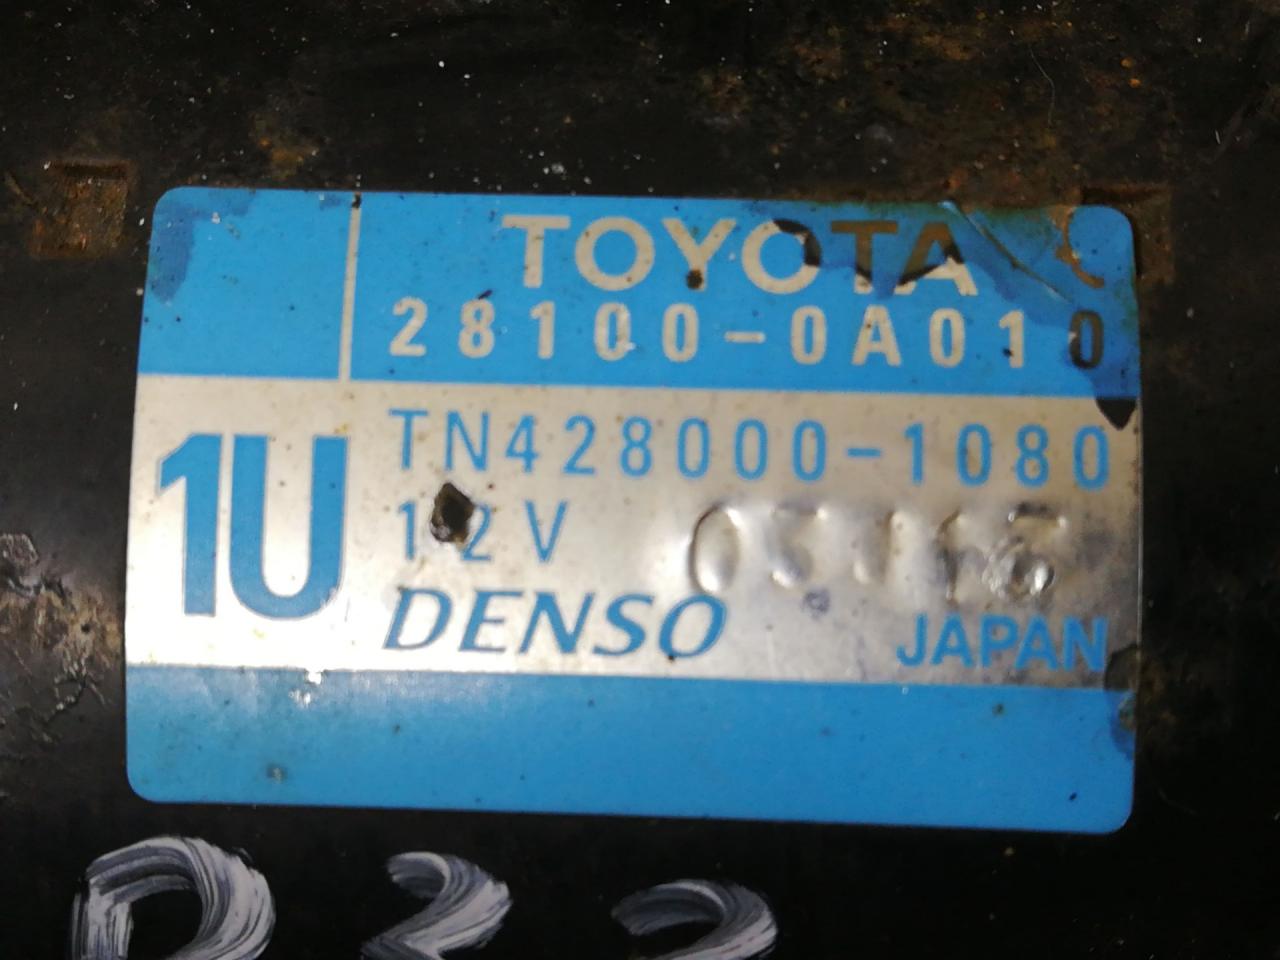 TOYOTA
28100-0A010
1U
TN428000-1080
12V
DENSO
JAPAN